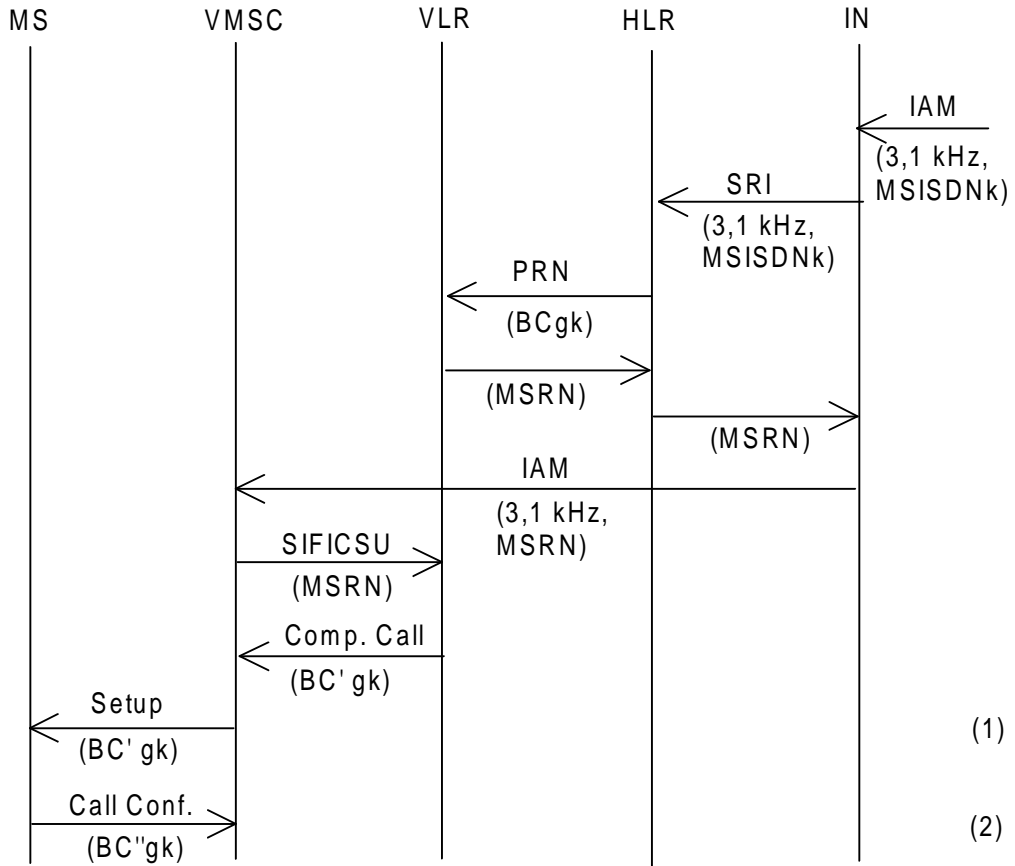 MS VMSC VLR HLR IN
IAM
(3,1 kHz,
MSISDNk)
SRI
(3,1 kHz,
MSISDNk)
PRN
(BCgk)
(MSRN)
(MSRN)
IAM
(3,1 kHz,
MSRN)
SIFICSU
(MSRN)
Comp. Call
(BC' gk)
Setup
(BC' gk)
(1)
Call Conf.
(BC''gk)
(2)